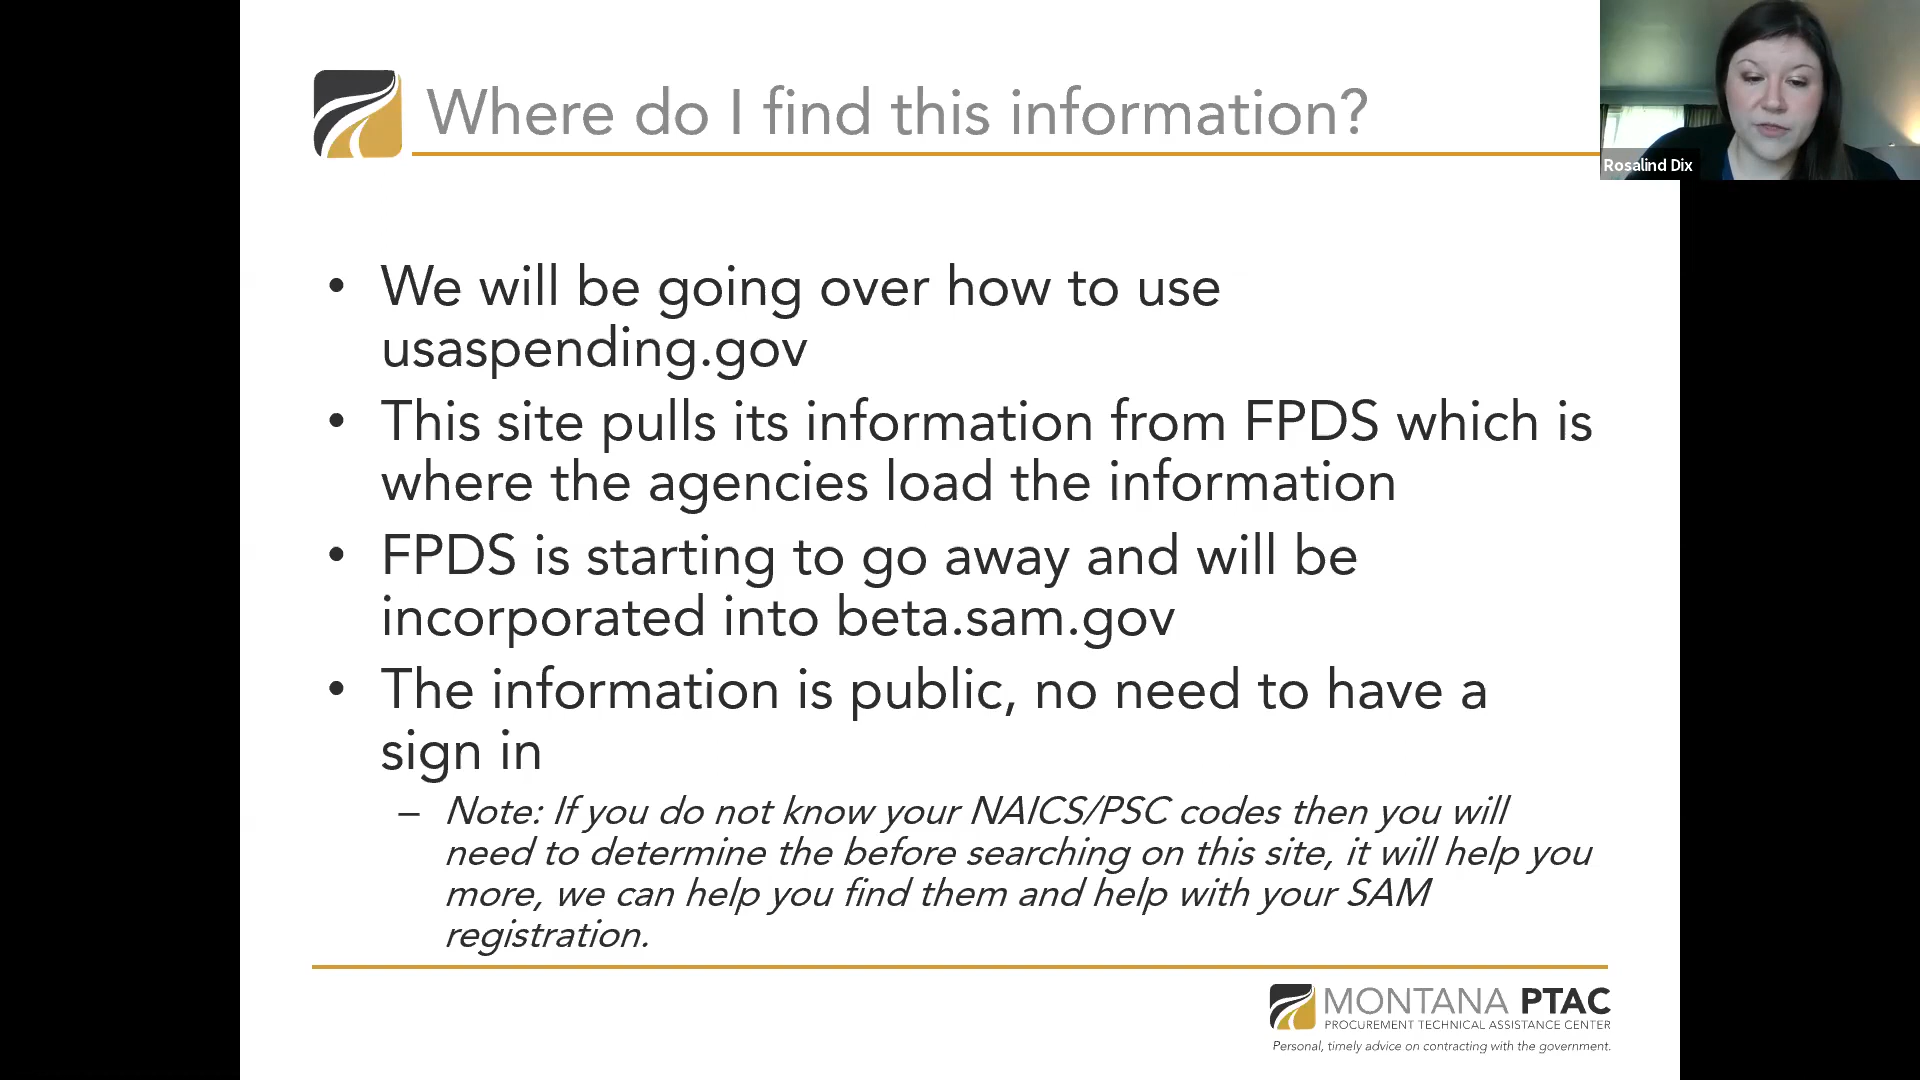 Where do I find this information?
Rosalind Dix
• We will be going over how to use
usaspending.gov
• This site pulls its information from FPDS which is
where the agencies load the information
• FPDS is starting to go away and will be
incorporated into beta.sam.gov
• The information is public, no need to have a
sign in
– Note: If you do not know your NAICS/PSC codes then you will
need to determine the before searching on this site, it will help you
more, we can help you find them and help with your SAM
registration.
MONTANA PTAC
PROCUREMENT TECHNICAL ASSISTANCE CENTER
Personal, timely advice on contracting with the government.